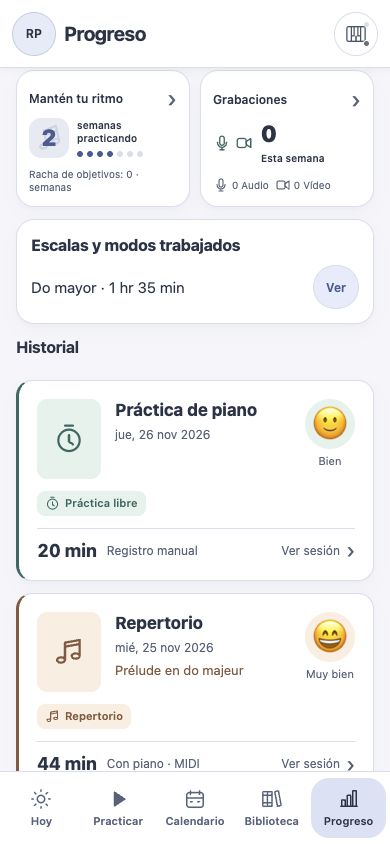 RP
Progreso
Mantén tu ritmo
2
semanas
practicando
Racha de objetivos: 0 ·
semanas
Grabaciones
0
Esta semana
0 Audio 0 Vídeo
Escalas y modos trabajados
Do mayor · 1 hr 35 min
Ver
Historial
Práctica de piano
jue, 26 nov 2026
Bien
Práctica libre
20 min Registro manual Ver sesión
Repertorio
mié, 25 nov 2026
Prélude en do majeur
Muy bien
Repertorio
44 min Con piano · MIDI Ver sesión
Hoy Practicar Calendario Biblioteca Progreso